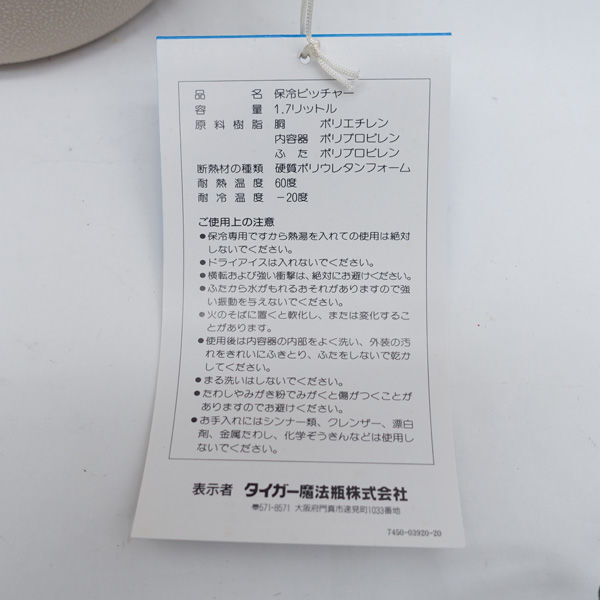 品名 保冷ピッチャー
容量 1.7リットル
原料樹脂 胴 ポリエチレン
内容器 ポリプロピレン
ふた ポリプロピレン
断熱材の種類 硬質ポリウレタンフォーム
耐熱温度 60度
耐冷温度 −20度
ご使用上の注意
●保冷専用ですから熱湯を入れての使用は絶対
しないでください。
●ドライアイスは入れないでください。
●横転および強い衝撃は、絶対にお避けください。
●ふたから水がもれるおそれがありますので強
い振動を与えないでください。
●火のそばに置くと軟化し、または変化するこ
とがあります。
●使用後は内容器の内部をよく洗い、外装の汚
れをきれいにふきとり、ふたをしないで乾か
してください。
●まる洗いはしないでください。
●たわしやみがき粉でみがくと傷がつくことが
ありますのでお避けください。
●お手入れにはシンナー類、クレンザー、漂白
剤、金属たわし、化学ぞうきんなどは使用し
ないでください。
表示者 タイガー魔法瓶株式会社
〠571-8571 大阪府門真市速見町1033番地
7450-03920-20